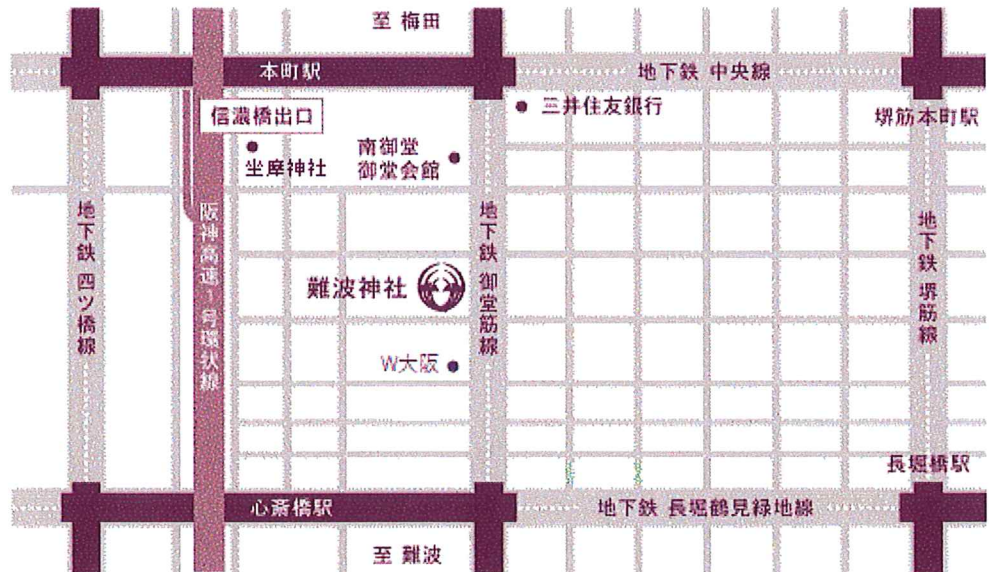 至 梅田
本町駅
地下鉄 中央線
三井住友銀行
信濃橋出口
堺筋本町駅
坐摩神社
南御堂
御堂会館
地下鉄 四ツ橋線
阪神高速1号環状線
地下鉄 御堂筋線
地下鉄 堺筋線
難波神社
W大阪
長堀橋駅
心斎橋駅
地下鉄 長堀鶴見緑地線
至 難波